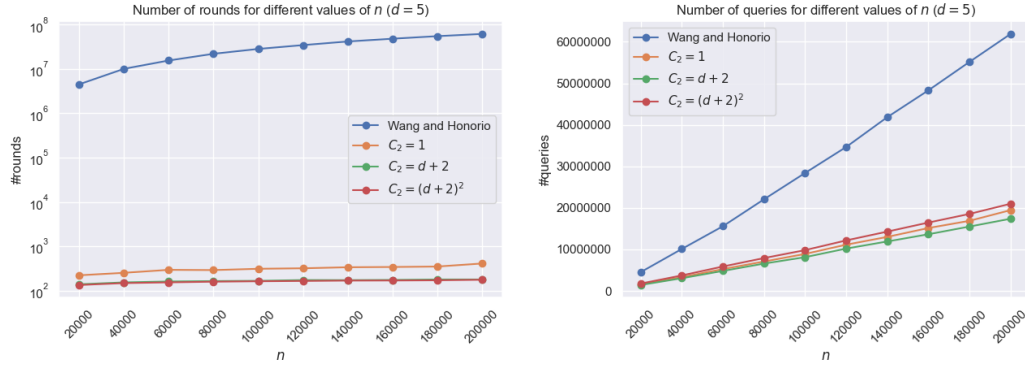 Number of rounds for different values of n (d = 5)
#rounds
10^8
10^7
10^6
10^5
10^4
10^3
10^2
Wang and Honorio
C_2 = 1
C_2 = d + 2
C_2 = (d + 2)^2
20000
40000
60000
80000
100000
120000
140000
160000
180000
200000
n
Number of queries for different values of n (d = 5)
#queries
60000000
50000000
40000000
30000000
20000000
10000000
0
Wang and Honorio
C_2 = 1
C_2 = d + 2
C_2 = (d + 2)^2
20000
40000
60000
80000
100000
120000
140000
160000
180000
200000
n